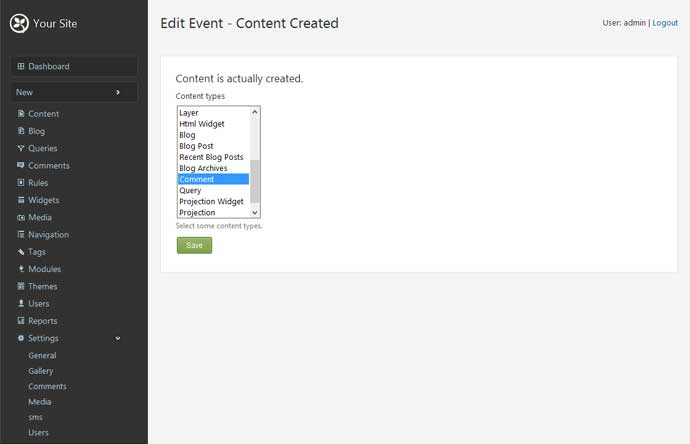 Your Site
Edit Event - Content Created
User: admin | Logout
Dashboard
New
Content
Blog
Queries
Comments
Rules
Widgets
Media
Navigation
Tags
Modules
Themes
Users
Reports
Settings
General
Gallery
Comments
Media
sms
Users
Content is actually created.
Content types
Layer
Html Widget
Blog
Blog Post
Recent Blog Posts
Blog Archives
Comment
Query
Projection Widget
Projection
Select some content types.
Save